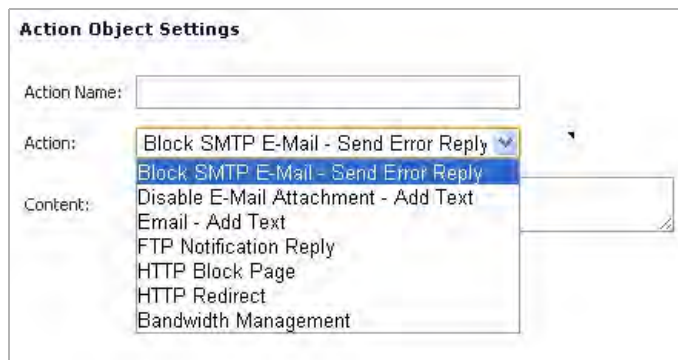 Action Object Settings
Action Name:
Action: Block SMTP E-Mail - Send Error Reply
Block SMTP E-Mail - Send Error Reply
Content:
Disable E-Mail Attachment - Add Text
Email - Add Text
FTP Notification Reply
HTTP Block Page
HTTP Redirect
Bandwidth Management